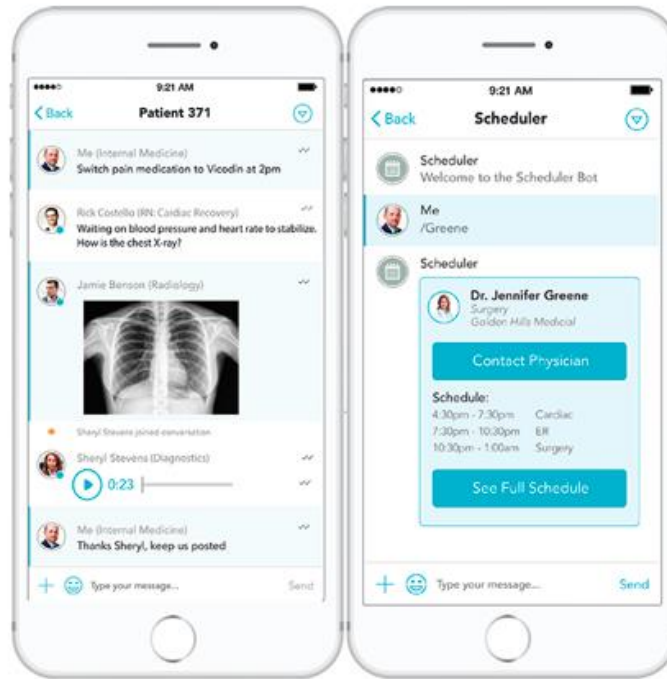 9:21 AM
Back
Patient 371
Me (Internal Medicine)
Switch pain medication to Vicodin at 2pm
Rick Costello (RN: Cardiac Recovery)
Waiting on blood pressure and heart rate to stabilize.
How is the chest X-ray?
Jamie Benson (Radiology)
Sheryl Stevens joined conversation
Sheryl Stevens (Diagnostics)
0:23
Me (Internal Medicine)
Thanks Sheryl, keep us posted
Type your message...
Send
9:21 AM
Back
Scheduler
Scheduler
Welcome to the Scheduler Bot
Me
/Greene
Scheduler
Dr. Jennifer Greene
Surgery
Golden Hills Medical
Contact Physician
Schedule:
4:30pm - 7:30pm Cardiac
7:30pm - 10:30pm ER
10:30pm - 1:00am Surgery
See Full Schedule
Type your message...
Send